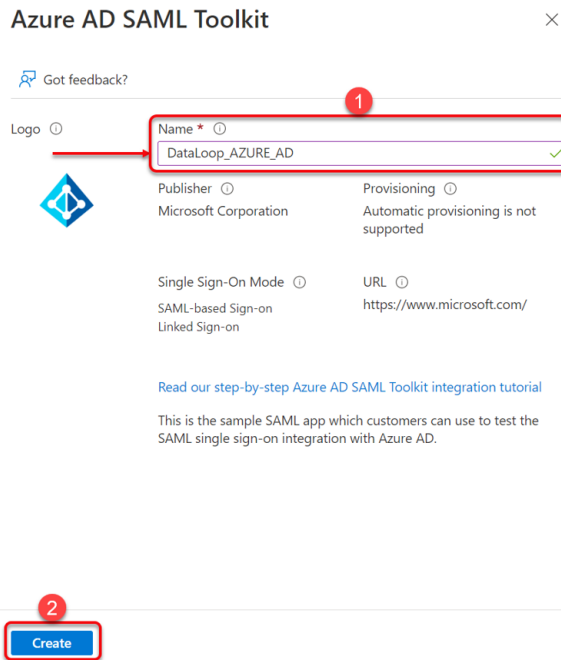 Azure AD SAML Toolkit
Got feedback?
1
Logo
Name *
DataLoop_AZURE_AD
Publisher
Provisioning
Microsoft Corporation
Automatic provisioning is not
supported
Single Sign-On Mode
URL
SAML-based Sign-on
https://www.microsoft.com/
Linked Sign-on
Read our step-by-step Azure AD SAML Toolkit integration tutorial
This is the sample SAML app which customers can use to test the
SAML single sign-on integration with Azure AD.
2
Create